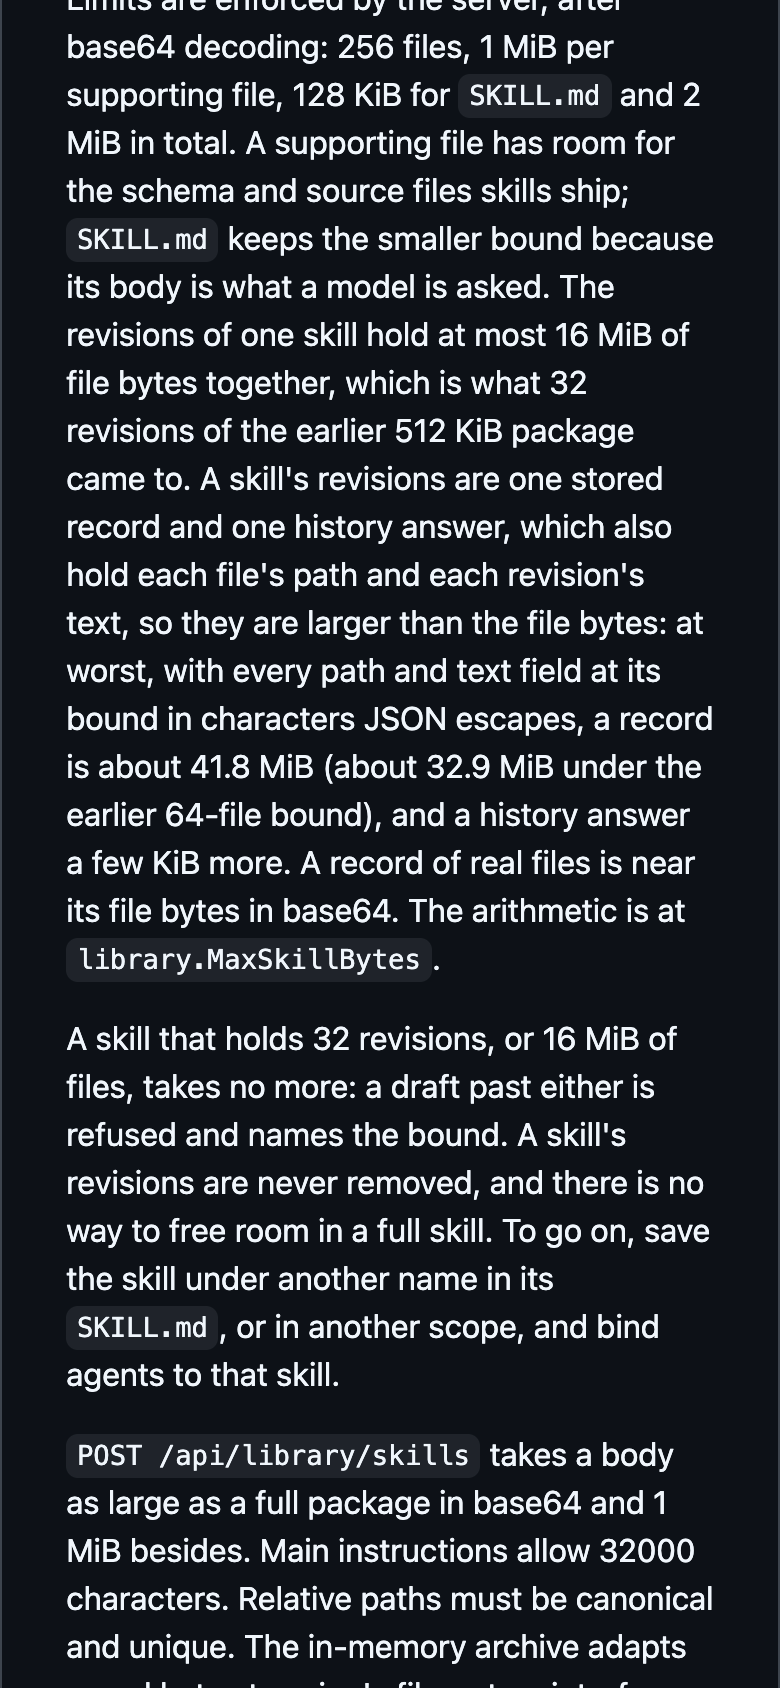 Limits are enforced by the server, after
base64 decoding: 256 files, 1 MiB per
supporting file, 128 KiB for SKILL.md and 2
MiB in total. A supporting file has room for
the schema and source files skills ship;
SKILL.md keeps the smaller bound because
its body is what a model is asked. The
revisions of one skill hold at most 16 MiB of
file bytes together, which is what 32
revisions of the earlier 512 KiB package
came to. A skill's revisions are one stored
record and one history answer, which also
hold each file's path and each revision's
text, so they are larger than the file bytes: at
worst, with every path and text field at its
bound in characters JSON escapes, a record
is about 41.8 MiB (about 32.9 MiB under the
earlier 64-file bound), and a history answer
a few KiB more. A record of real files is near
its file bytes in base64. The arithmetic is at
library.MaxSkillBytes.
A skill that holds 32 revisions, or 16 MiB of
files, takes no more: a draft past either is
refused and names the bound. A skill's
revisions are never removed, and there is no
way to free room in a full skill. To go on, save
the skill under another name in its
SKILL.md, or in another scope, and bind
agents to that skill.
POST /api/library/skills takes a body
as large as a full package in base64 and 1
MiB besides. Main instructions allow 32000
characters. Relative paths must be canonical
and unique. The in-memory archive adapts